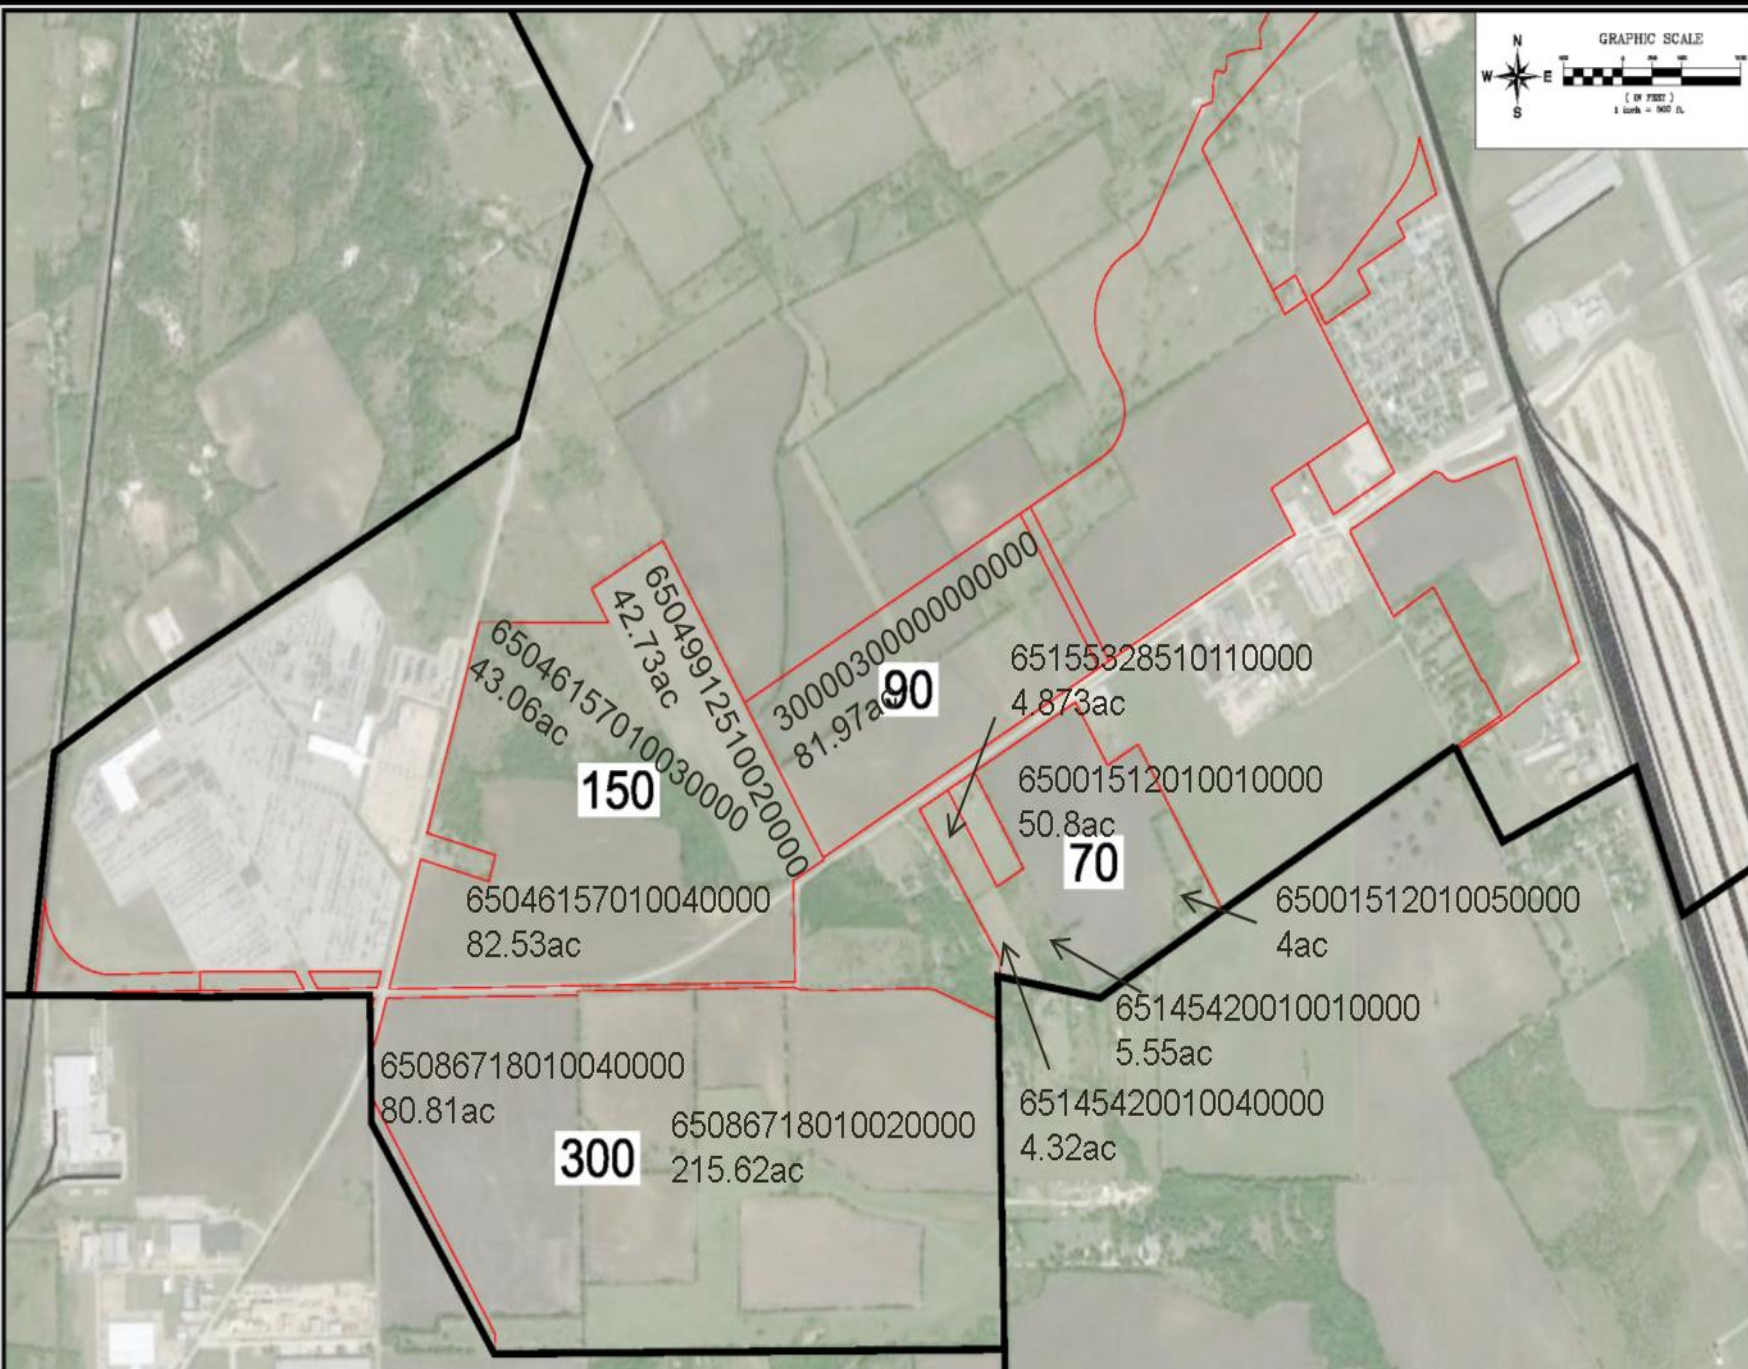 N
GRAPHIC SCALE
W E
( IN FEET )
S
65049912510020000
42.73ac
30000300000000000
81.97ac
90
65046157010030000
43.06ac
150
65155328510110000
4.873ac
65001512010010000
50.8ac
70
65046157010040000
82.53ac
65001512010050000
4ac
65145420010010000
5.55ac
65086718010040000
80.81ac
65145420010040000
4.32ac
65086718010020000
215.62ac
300